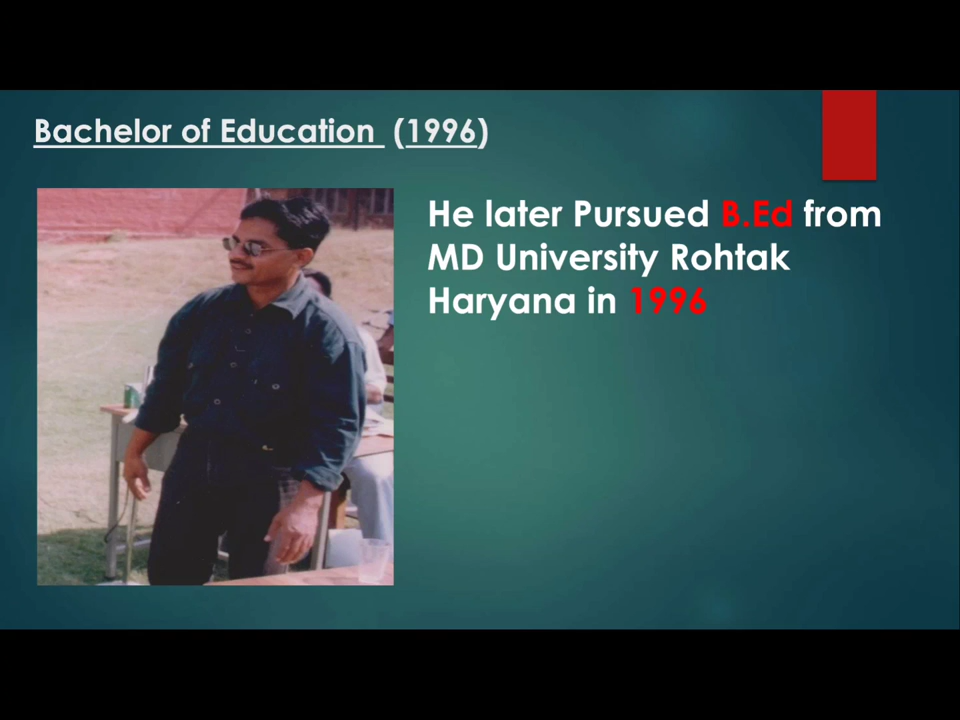 Bachelor of Education (1996)
He later Pursued B.Ed from
MD University Rohtak
Haryana in 1996